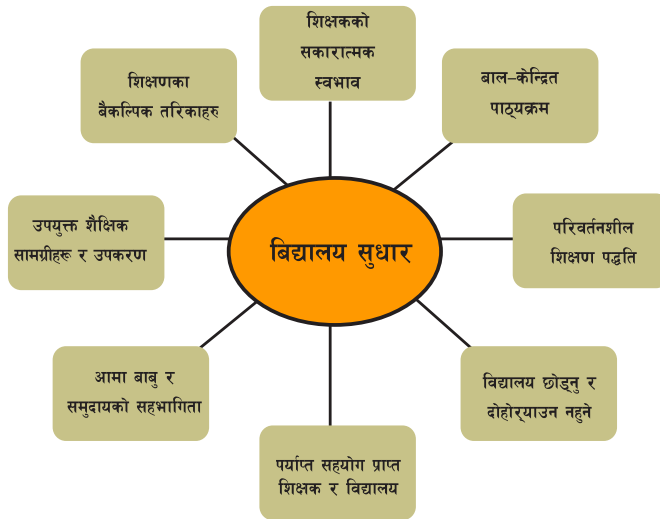 शिक्षकको
सकारात्मक
स्वभाव
शिक्षणका
बैकल्पिक तरिकाहरु
बाल–केन्द्रित
पाठ्यक्रम
उपयुक्त शैक्षिक
सामग्रीहरू र उपकरण
बिद्यालय सुधार
परिवर्तनशील
शिक्षण पद्धति
आमा बाबु र
समुदायको सहभागिता
विद्यालय छोड्नु र
दोहोर्‍याउन नहुने
पर्याप्त सहयोग प्राप्त
शिक्षक र विद्यालय